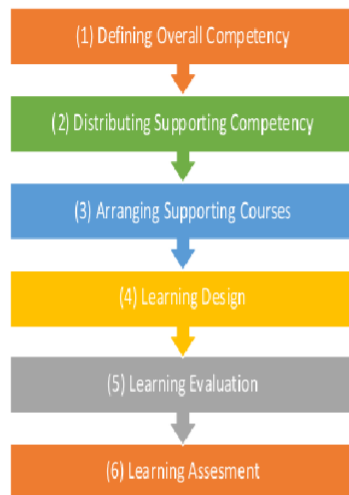 (1) Defining Overall Competency
(2) Distributing Supporting Competency
(3) Arranging Supporting Courses
(4) Learning Design
(5) Learning Evaluation
(6) Learning Assesment